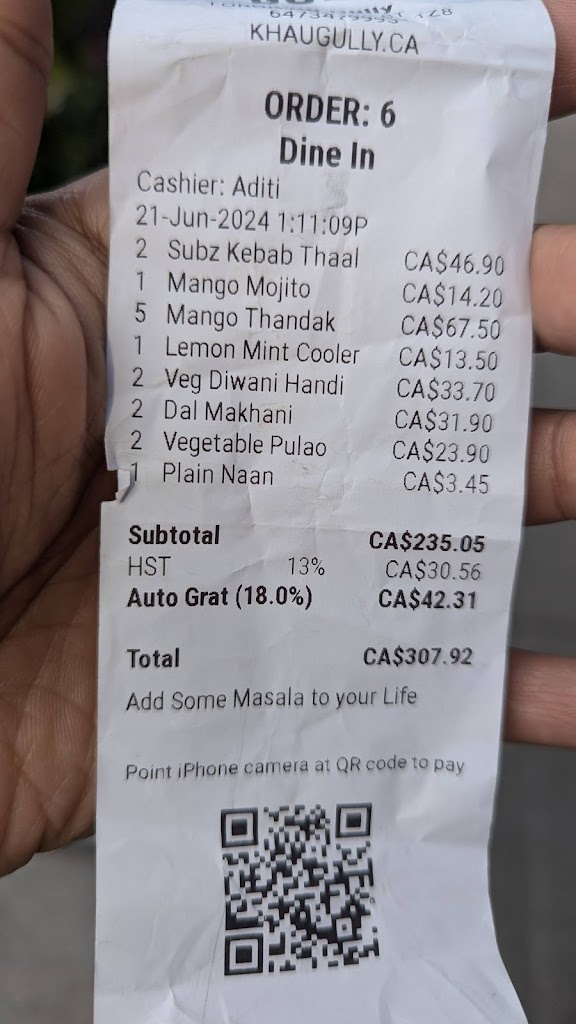 KHAUGULLY.CA
ORDER: 6
Dine In
Cashier: Aditi
21-Jun-2024 1:11:09P
2 Subz Kebab Thaal CA$46.90
1 Mango Mojito CA$14.20
5 Mango Thandak CA$67.50
1 Lemon Mint Cooler CA$13.50
2 Veg Diwani Handi CA$33.70
2 Dal Makhani CA$31.90
2 Vegetable Pulao CA$23.90
1 Plain Naan CA$3.45
Subtotal CA$235.05
HST 13% CA$30.56
Auto Grat (18.0%) CA$42.31
Total CA$307.92
Add Some Masala to your Life
Point iPhone camera at QR code to pay